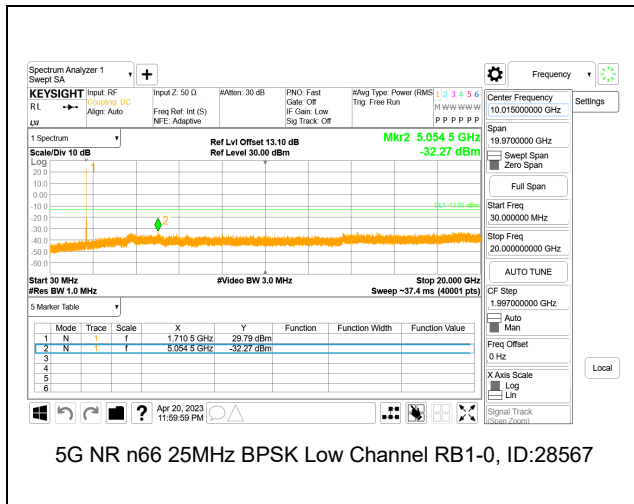 Spectrum Analyzer 1
Swept SA
+
Frequency
KEYSIGHT
Input: RF
Input Z: 50 Ω
#Atten: 30 dB
PNO: Fast
#Avg Type: Power (RMS
1 2 3 4 5 6
RL
Coupling: DC
Gate: Off
Trig: Free Run
Align: Auto
Freq Ref: Int (S)
IF Gain: Low
M W W W W W
NFE: Adaptive
Sig Track: Off
P P P P P P
Center Frequency
10.015000000 GHz
Settings
1 Spectrum
Ref Lvl Offset 13.10 dB
Mkr2 5.054 5 GHz
Scale/Div 10 dB
Ref Level 30.00 dBm
-32.27 dBm
Span
19.9700000 GHz
Swept Span
Zero Span
Log
1
20.0
10.0
0.00
-10.0
DL1 -13.00 dBm
-20.0
2
-30.0
-40.0
-50.0
-60.0
Full Span
Start Freq
30.000000 MHz
Stop Freq
20.000000000 GHz
AUTO TUNE
Start 30 MHz
#Video BW 3.0 MHz
Stop 20.000 GHz
#Res BW 1.0 MHz
Sweep ~37.4 ms (40001 pts)
CF Step
1.997000000 GHz
Auto
Man
5 Marker Table
Mode Trace Scale X Y Function Function Width Function Value
1 N 1 f 1.710 5 GHz 29.79 dBm
2 N 1 f 5.054 5 GHz -32.27 dBm
3
4
5
6
Freq Offset
0 Hz
Local
X Axis Scale
Log
Lin
Signal Track
(Span Zoom)
?
Apr 20, 2023
11:59:59 PM
5G NR n66 25MHz BPSK Low Channel RB1-0, ID:28567